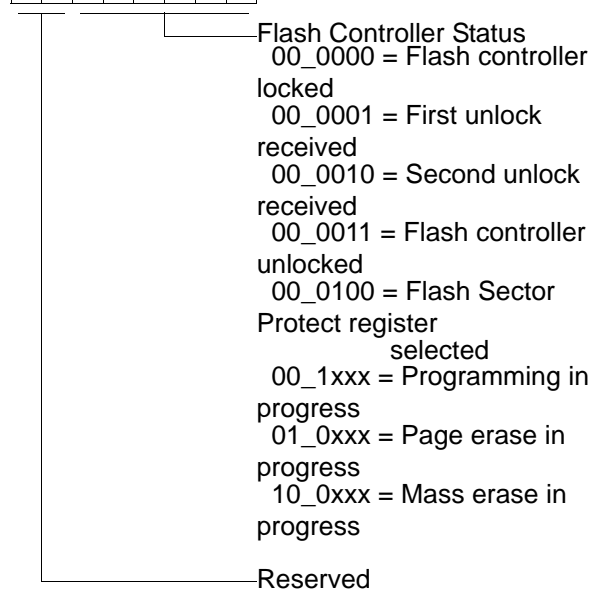 Flash Controller Status
00_0000 = Flash controller
locked
00_0001 = First unlock
received
00_0010 = Second unlock
received
00_0011 = Flash controller
unlocked
00_0100 = Flash Sector
Protect register
selected
00_1xxx = Programming in
progress
01_0xxx = Page erase in
progress
10_0xxx = Mass erase in
progress
Reserved